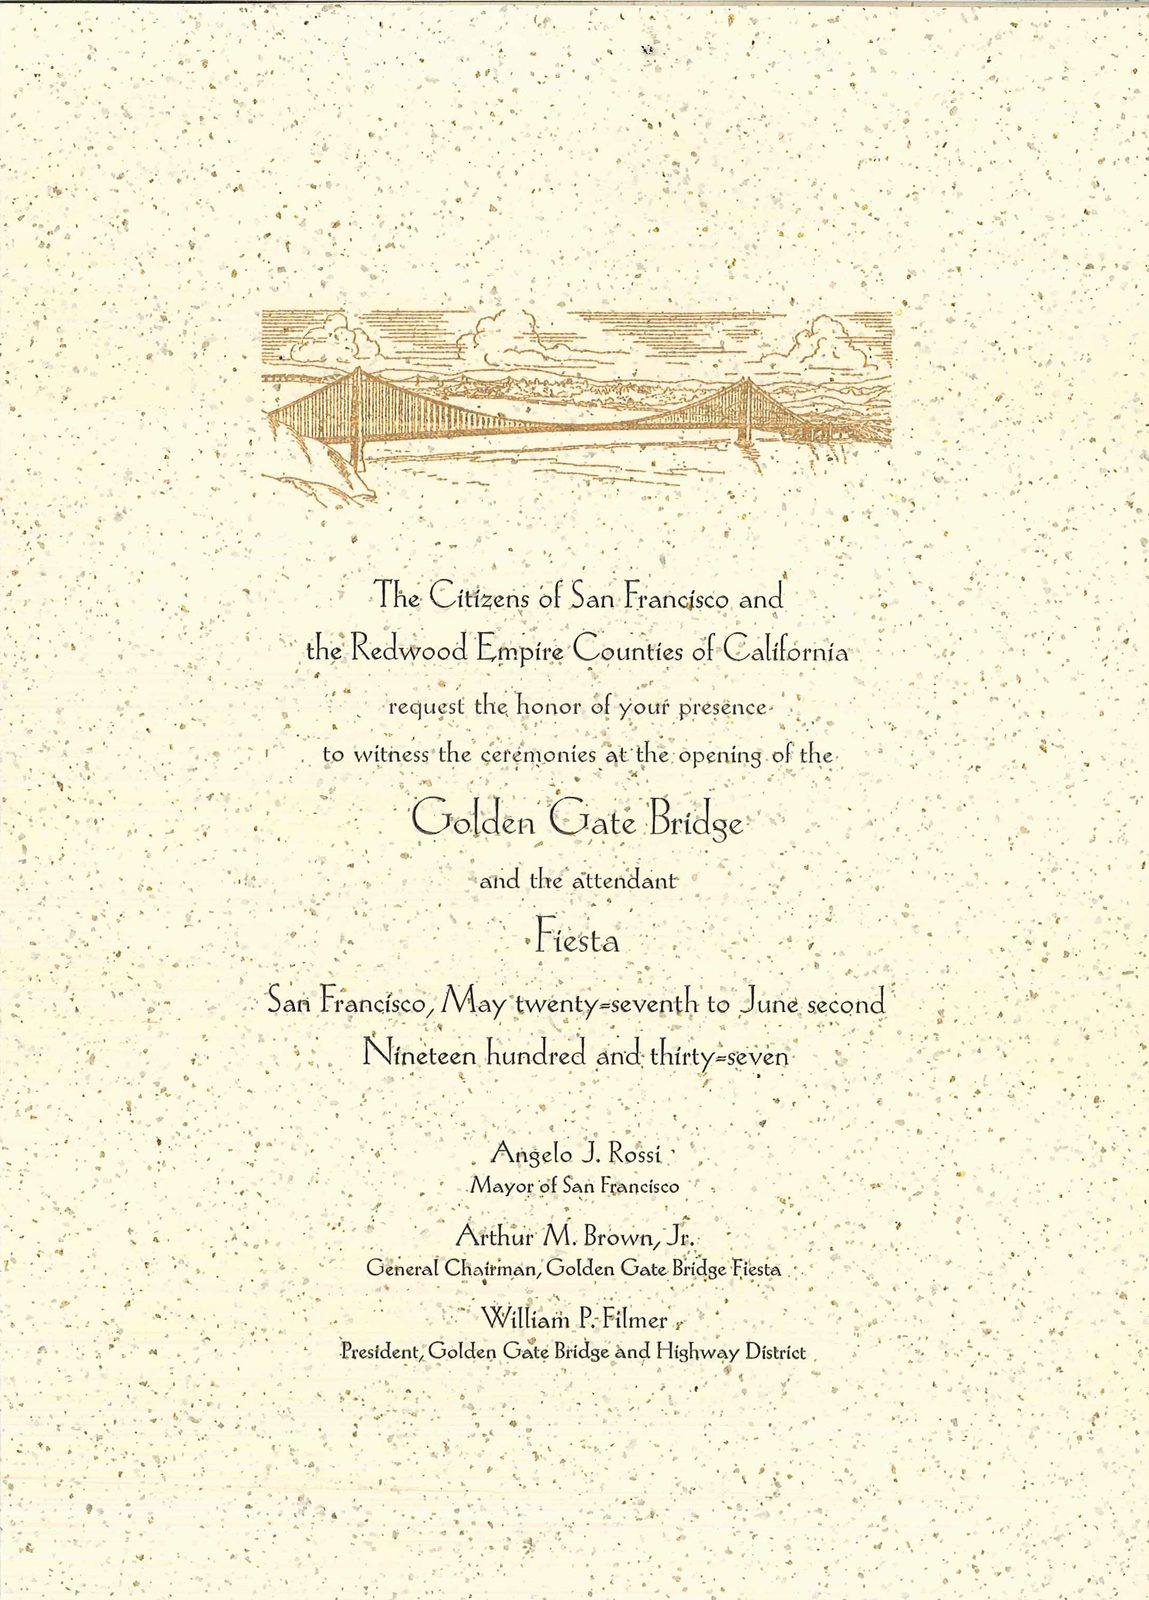 The Citizens of San Francisco and
the Redwood Empire Counties of California
request the honor of your presence
to witness the ceremonies at the opening of the
Golden Gate Bridge
and the attendant
Fiesta
San Francisco, May twenty=seventh to June second
Nineteen hundred and thirty=seven
Angelo J. Rossi
Mayor of San Francisco
Arthur M. Brown, Jr.
General Chairman, Golden Gate Bridge Fiesta
William P. Filmer
President, Golden Gate Bridge and Highway District